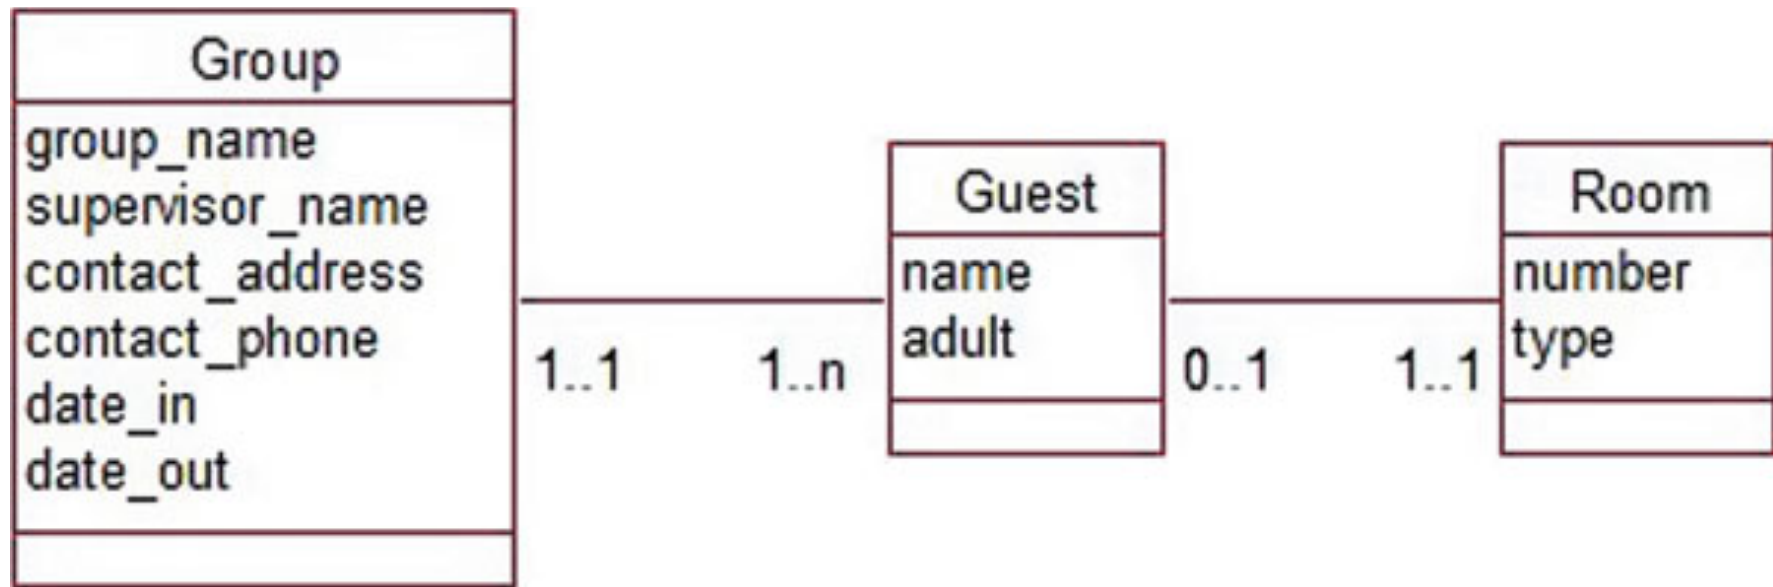 Group
group_name
supervisor_name
contact_address
contact_phone
date_in
date_out
1..1
1..n
Guest
name
adult
0..1
1..1
Room
number
type